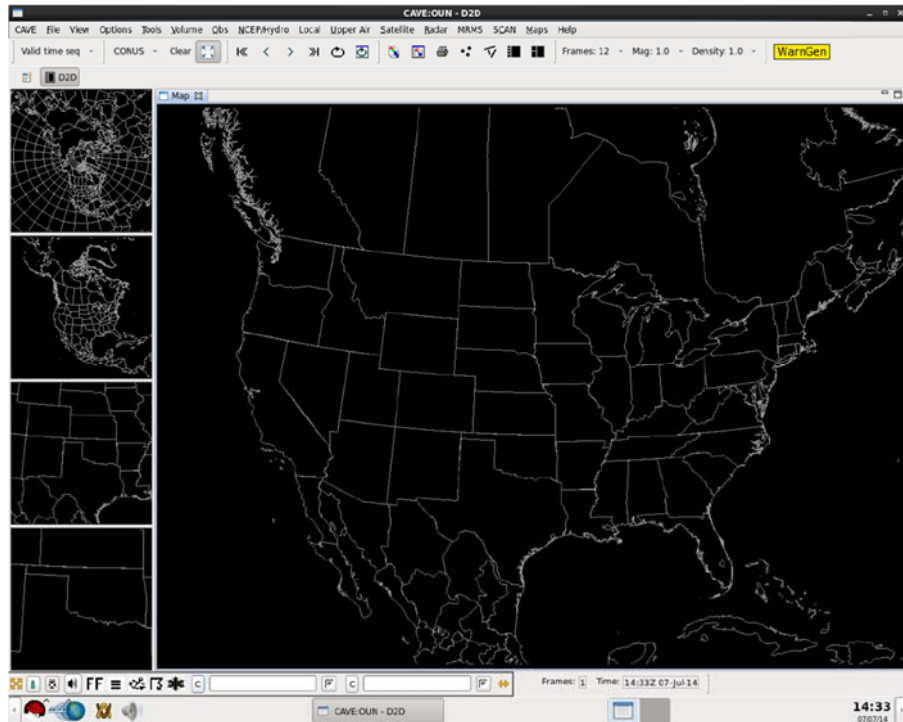 CAVE:OUN - D2D
CAVE File View Options Tools Volume Obs NCEP/Hydro Local Upper Air Satellite Radar MRMS SCAN Maps Help
Valid time seq CONUS Clear Frames: 12 Mag: 1.0 Density: 1.0 WarnGen
D2D
Map
FF C C Frames: 1 Time: 14:33Z 07-Jul-14
CAVE:OUN - D2D 14:33
07/07/14